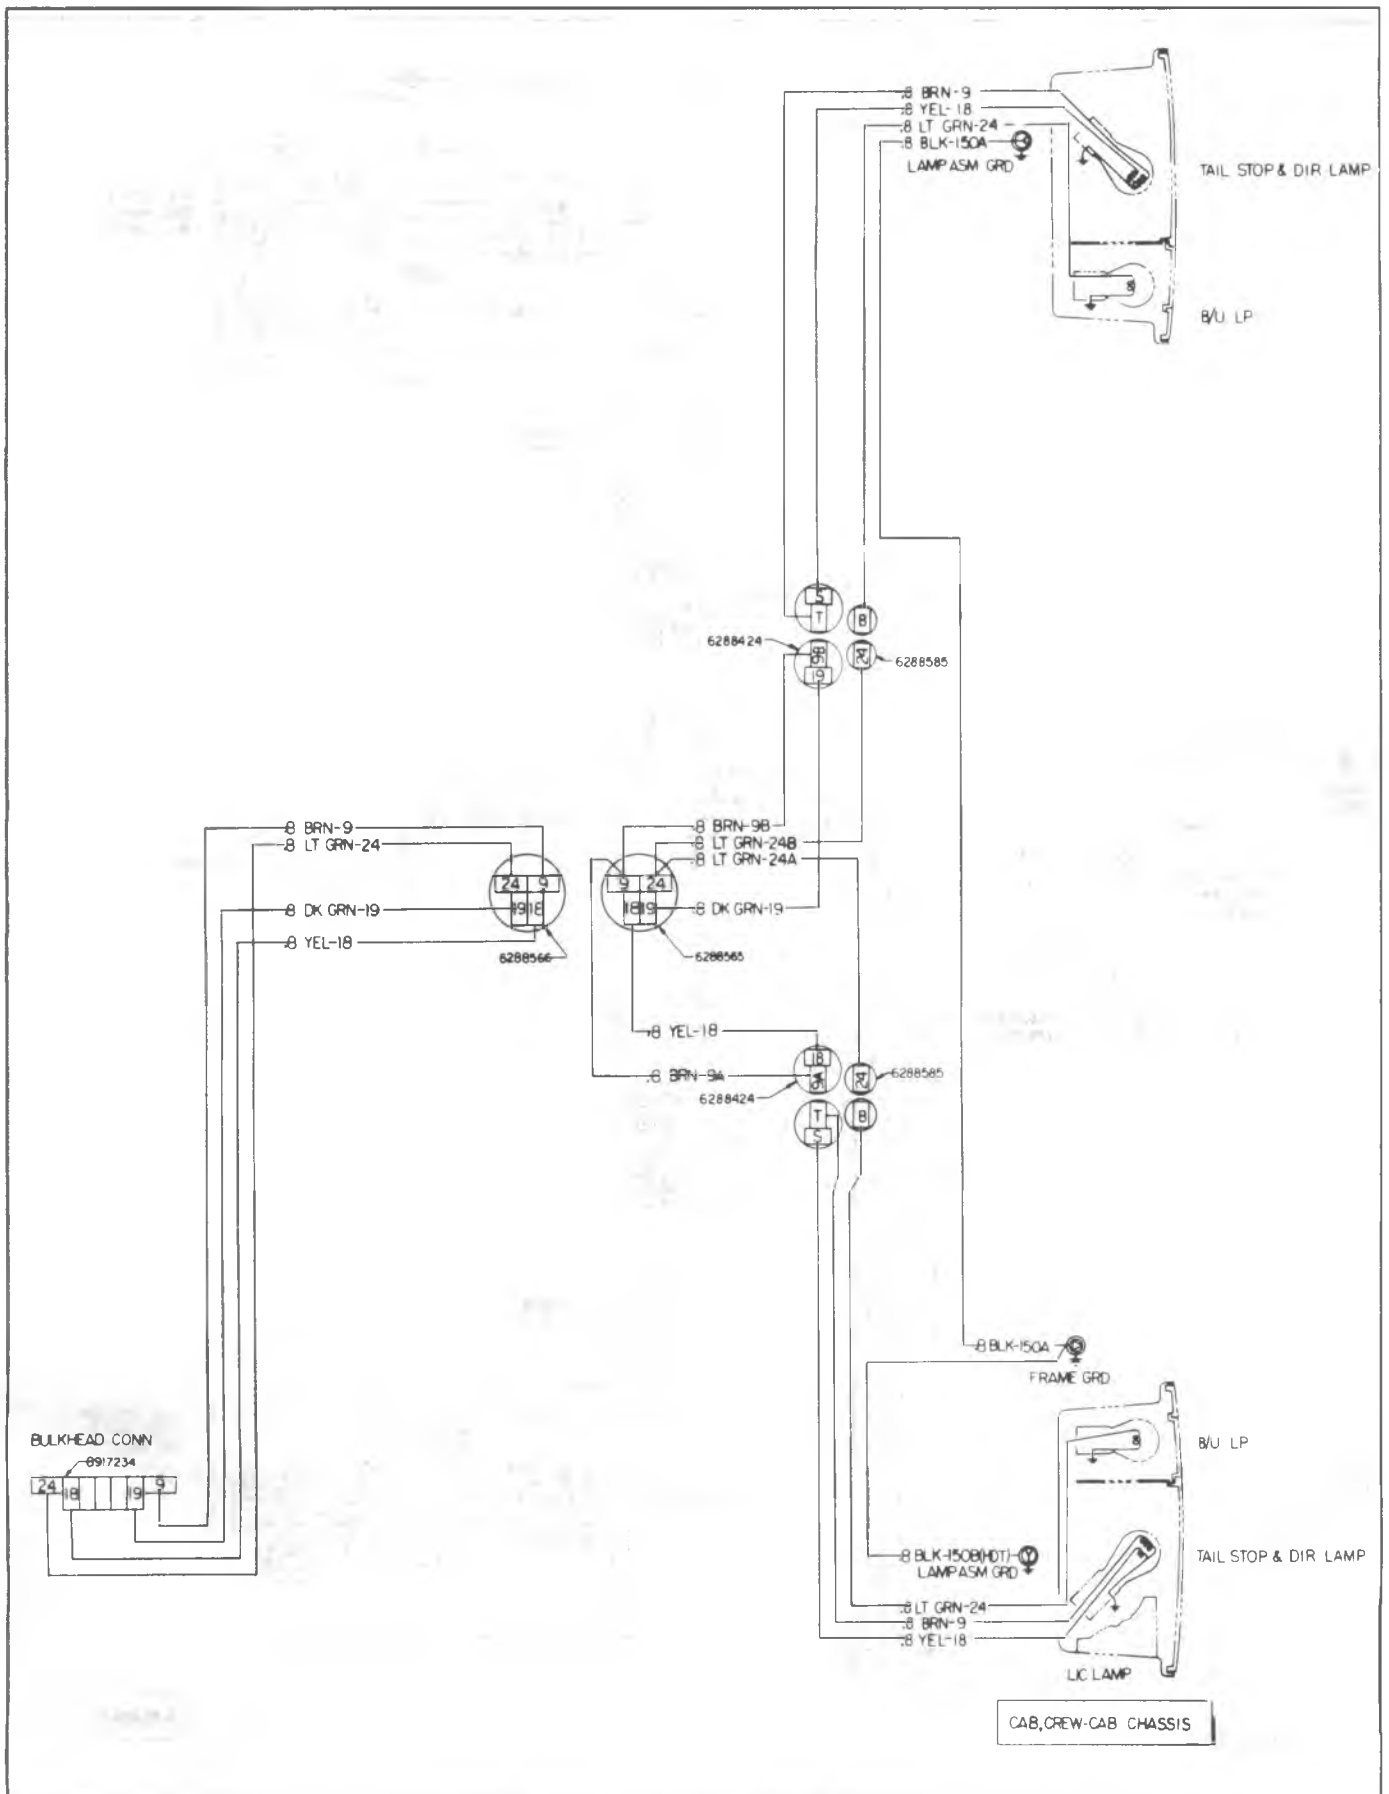 .8 BRN-9
.8 YEL-18
.8 LT GRN-24
.8 BLK-150A
LAMP ASM GRD
TAIL STOP & DIR LAMP
B/U LP
S
T
B
6288424
9B
24
6288585
19
.8 BRN-9
.8 LT GRN-24
.8 BRN-9B
.8 LT GRN-24B
.8 LT GRN-24A
24 9
9 24
.8 DK GRN-19
19 18
18 19
.8 DK GRN-19
.8 YEL-18
6288566
6288565
.8 YEL-18
18
.8 BRN-9A
9A
24
6288585
6288424
T
B
S
.8 BLK-150A
FRAME GRD
BULKHEAD CONN
8917234
24 18 19 9
B/U LP
.8 BLK-150B(HDT)
LAMP ASM GRD
TAIL STOP & DIR LAMP
.8 LT GRN-24
.8 BRN-9
.8 YEL-18
LIC LAMP
CAB, CREW-CAB CHASSIS